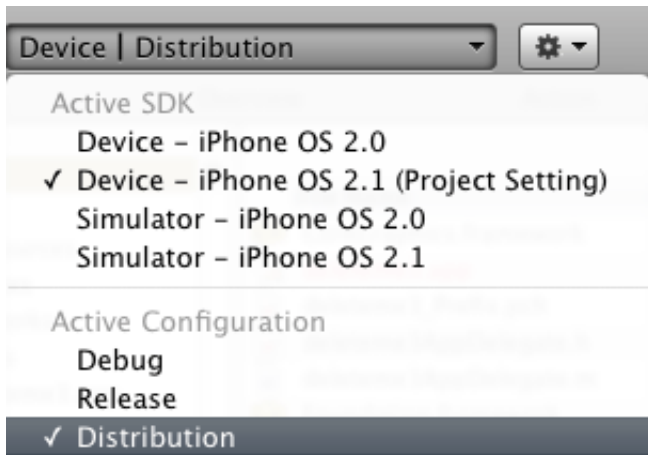 Device | Distribution
Active SDK
Device – iPhone OS 2.0
✓ Device – iPhone OS 2.1 (Project Setting)
Simulator – iPhone OS 2.0
Simulator – iPhone OS 2.1
Active Configuration
Debug
Release
✓ Distribution